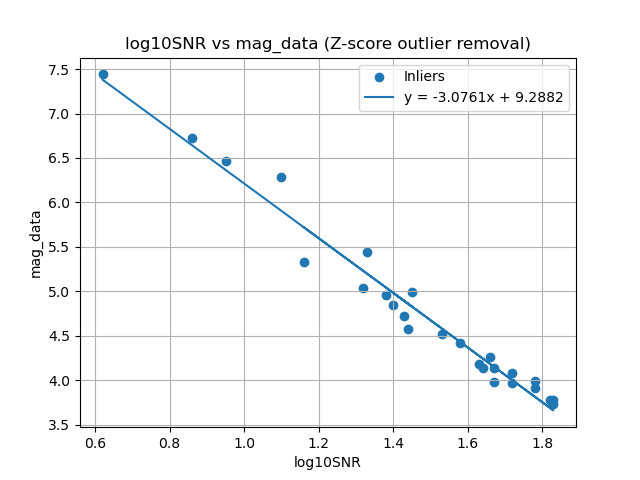 log10SNR vs mag_data (Z-score outlier removal)
Inliers
y = -3.0761x + 9.2882
7.5
7.0
6.5
6.0
5.5
5.0
4.5
4.0
3.5
mag_data
0.6 0.8 1.0 1.2 1.4 1.6 1.8
log10SNR